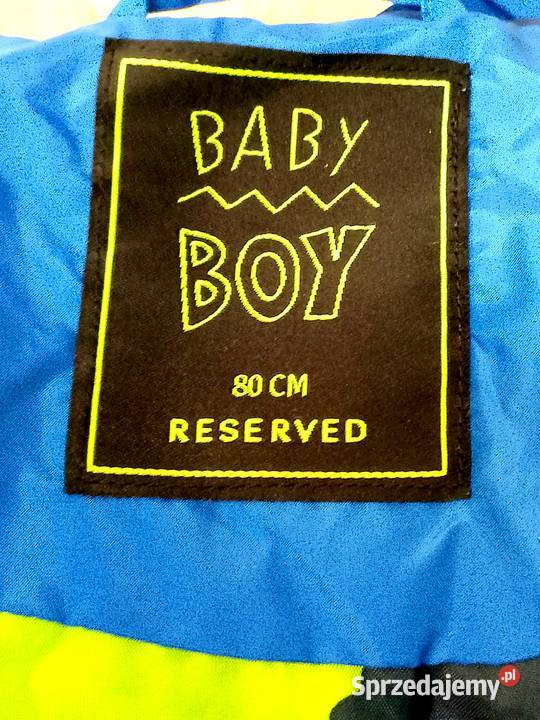 BABY
BOY
80 CM
RESERVED
Sprzedajemy.pl